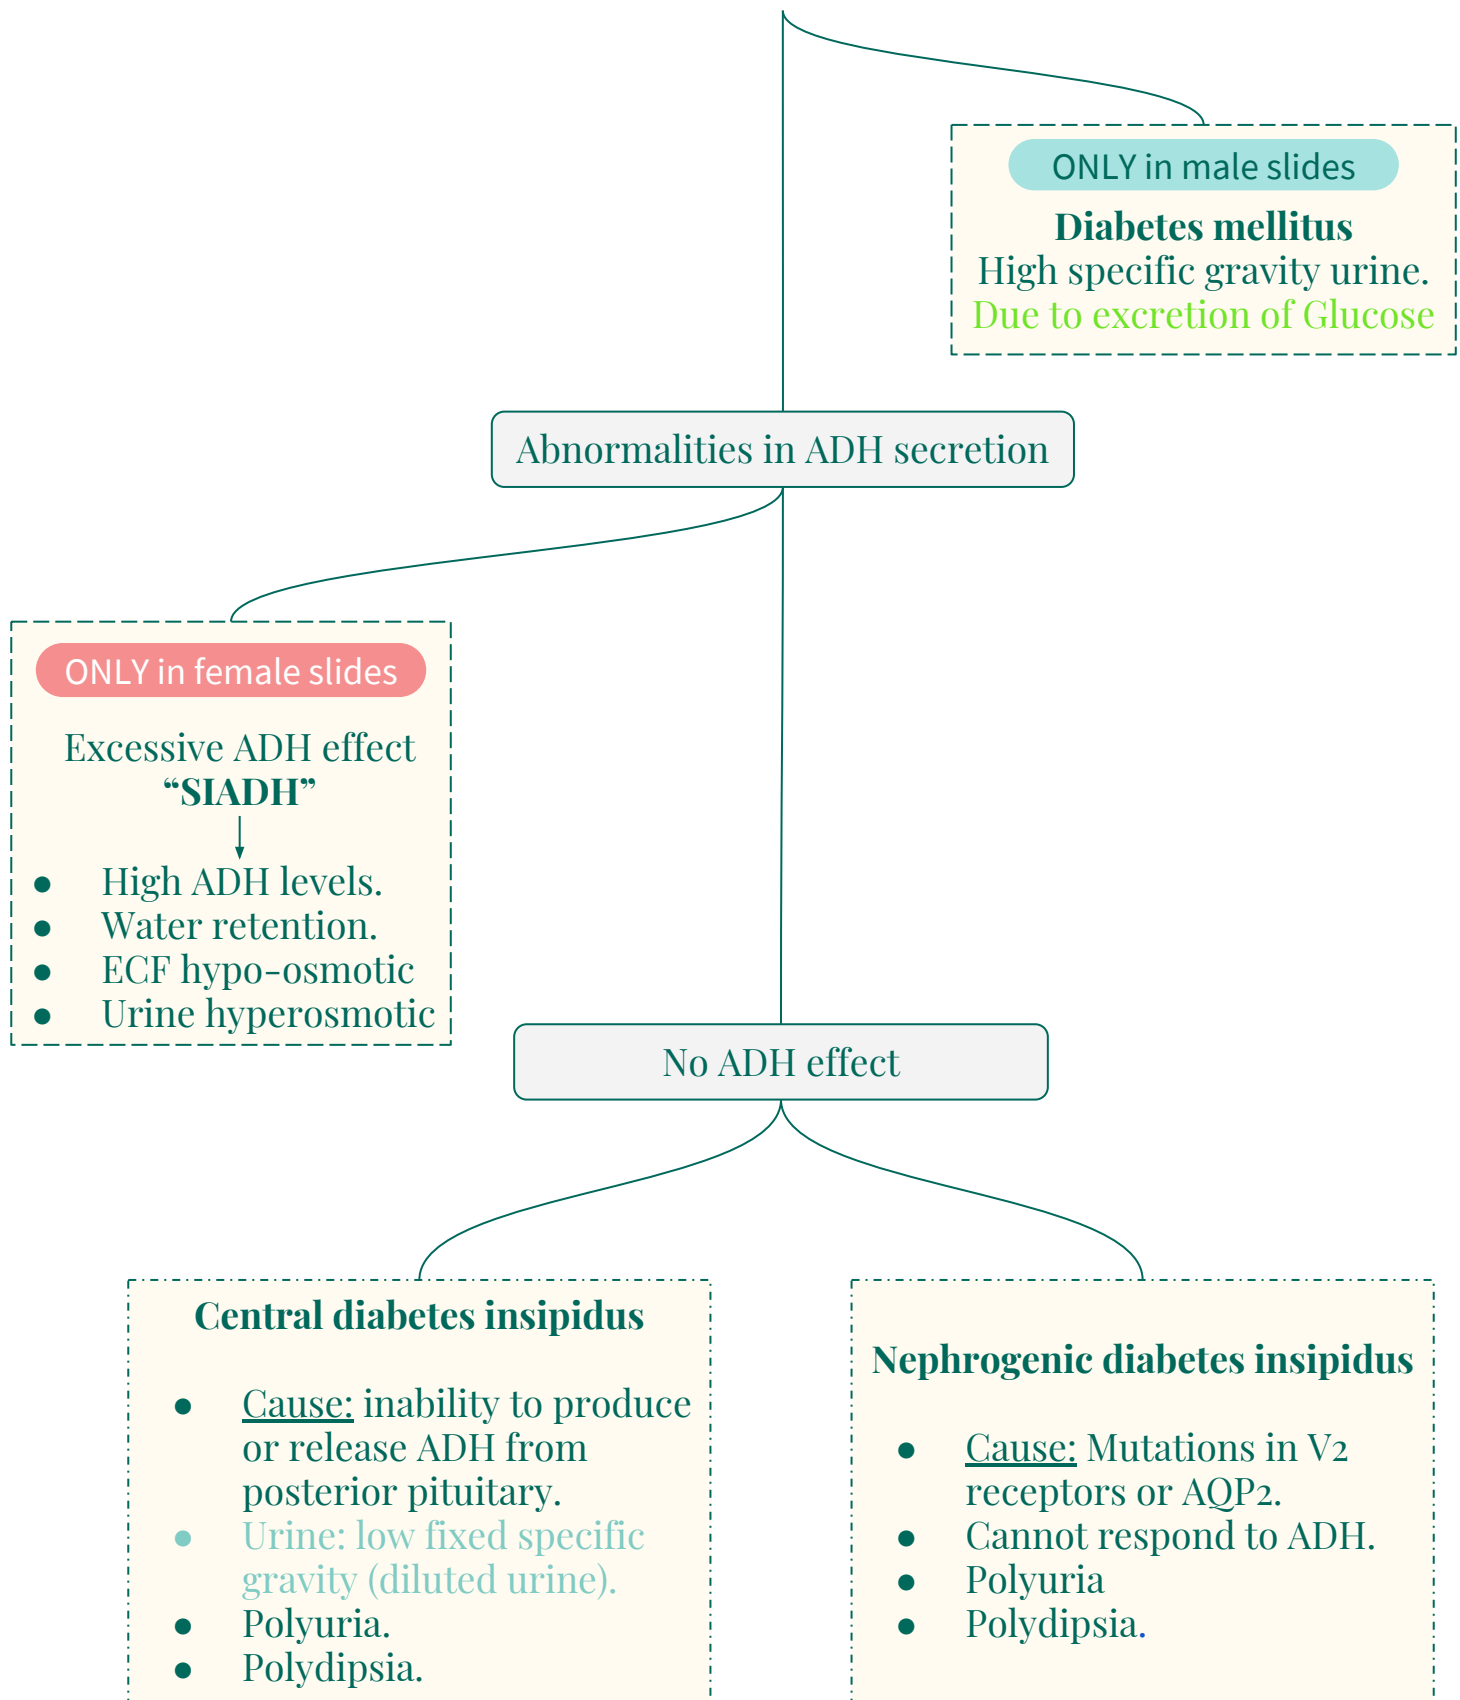 ONLY in male slides
Diabetes mellitus
High specific gravity urine.
Due to excretion of Glucose
Abnormalities in ADH secretion
ONLY in female slides
Excessive ADH effect
“SIADH”
● High ADH levels.
● Water retention.
● ECF hypo-osmotic
● Urine hyperosmotic
No ADH effect
Central diabetes insipidus
● Cause: inability to produce
or release ADH from
posterior pituitary.
● Urine: low fixed specific
gravity (diluted urine).
● Polyuria.
● Polydipsia.
Nephrogenic diabetes insipidus
● Cause: Mutations in V2
receptors or AQP2.
● Cannot respond to ADH.
● Polyuria
● Polydipsia.